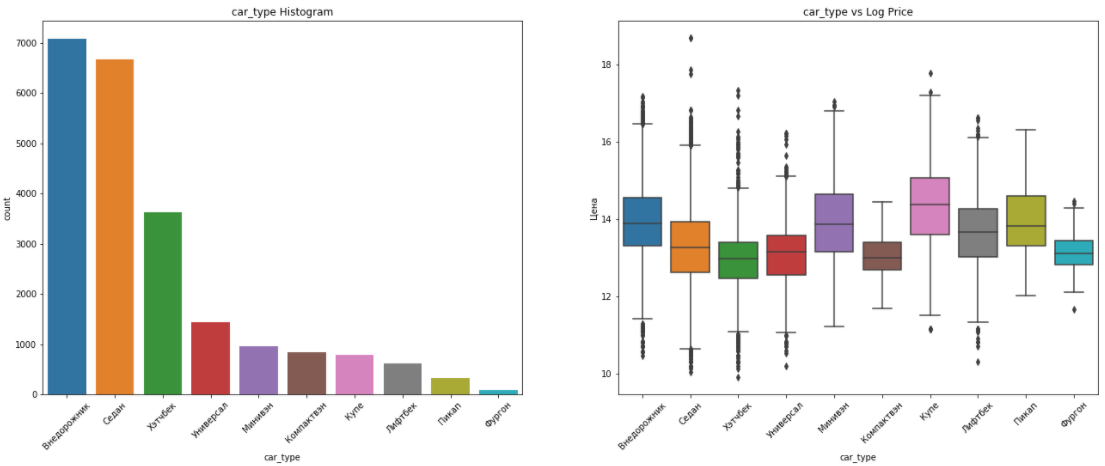 car_type Histogram
count
7000
6000
5000
4000
3000
2000
1000
0
Внедорожник
Седан
Хэтчбек
Универсал
Минивэн
Компактвэн
Купе
Лифтбек
Пикап
Фургон
car_type
car_type vs Log Price
Цена
18
16
14
12
10
Внедорожник
Седан
Хэтчбек
Универсал
Минивэн
Компактвэн
Купе
Лифтбек
Пикап
Фургон
car_type